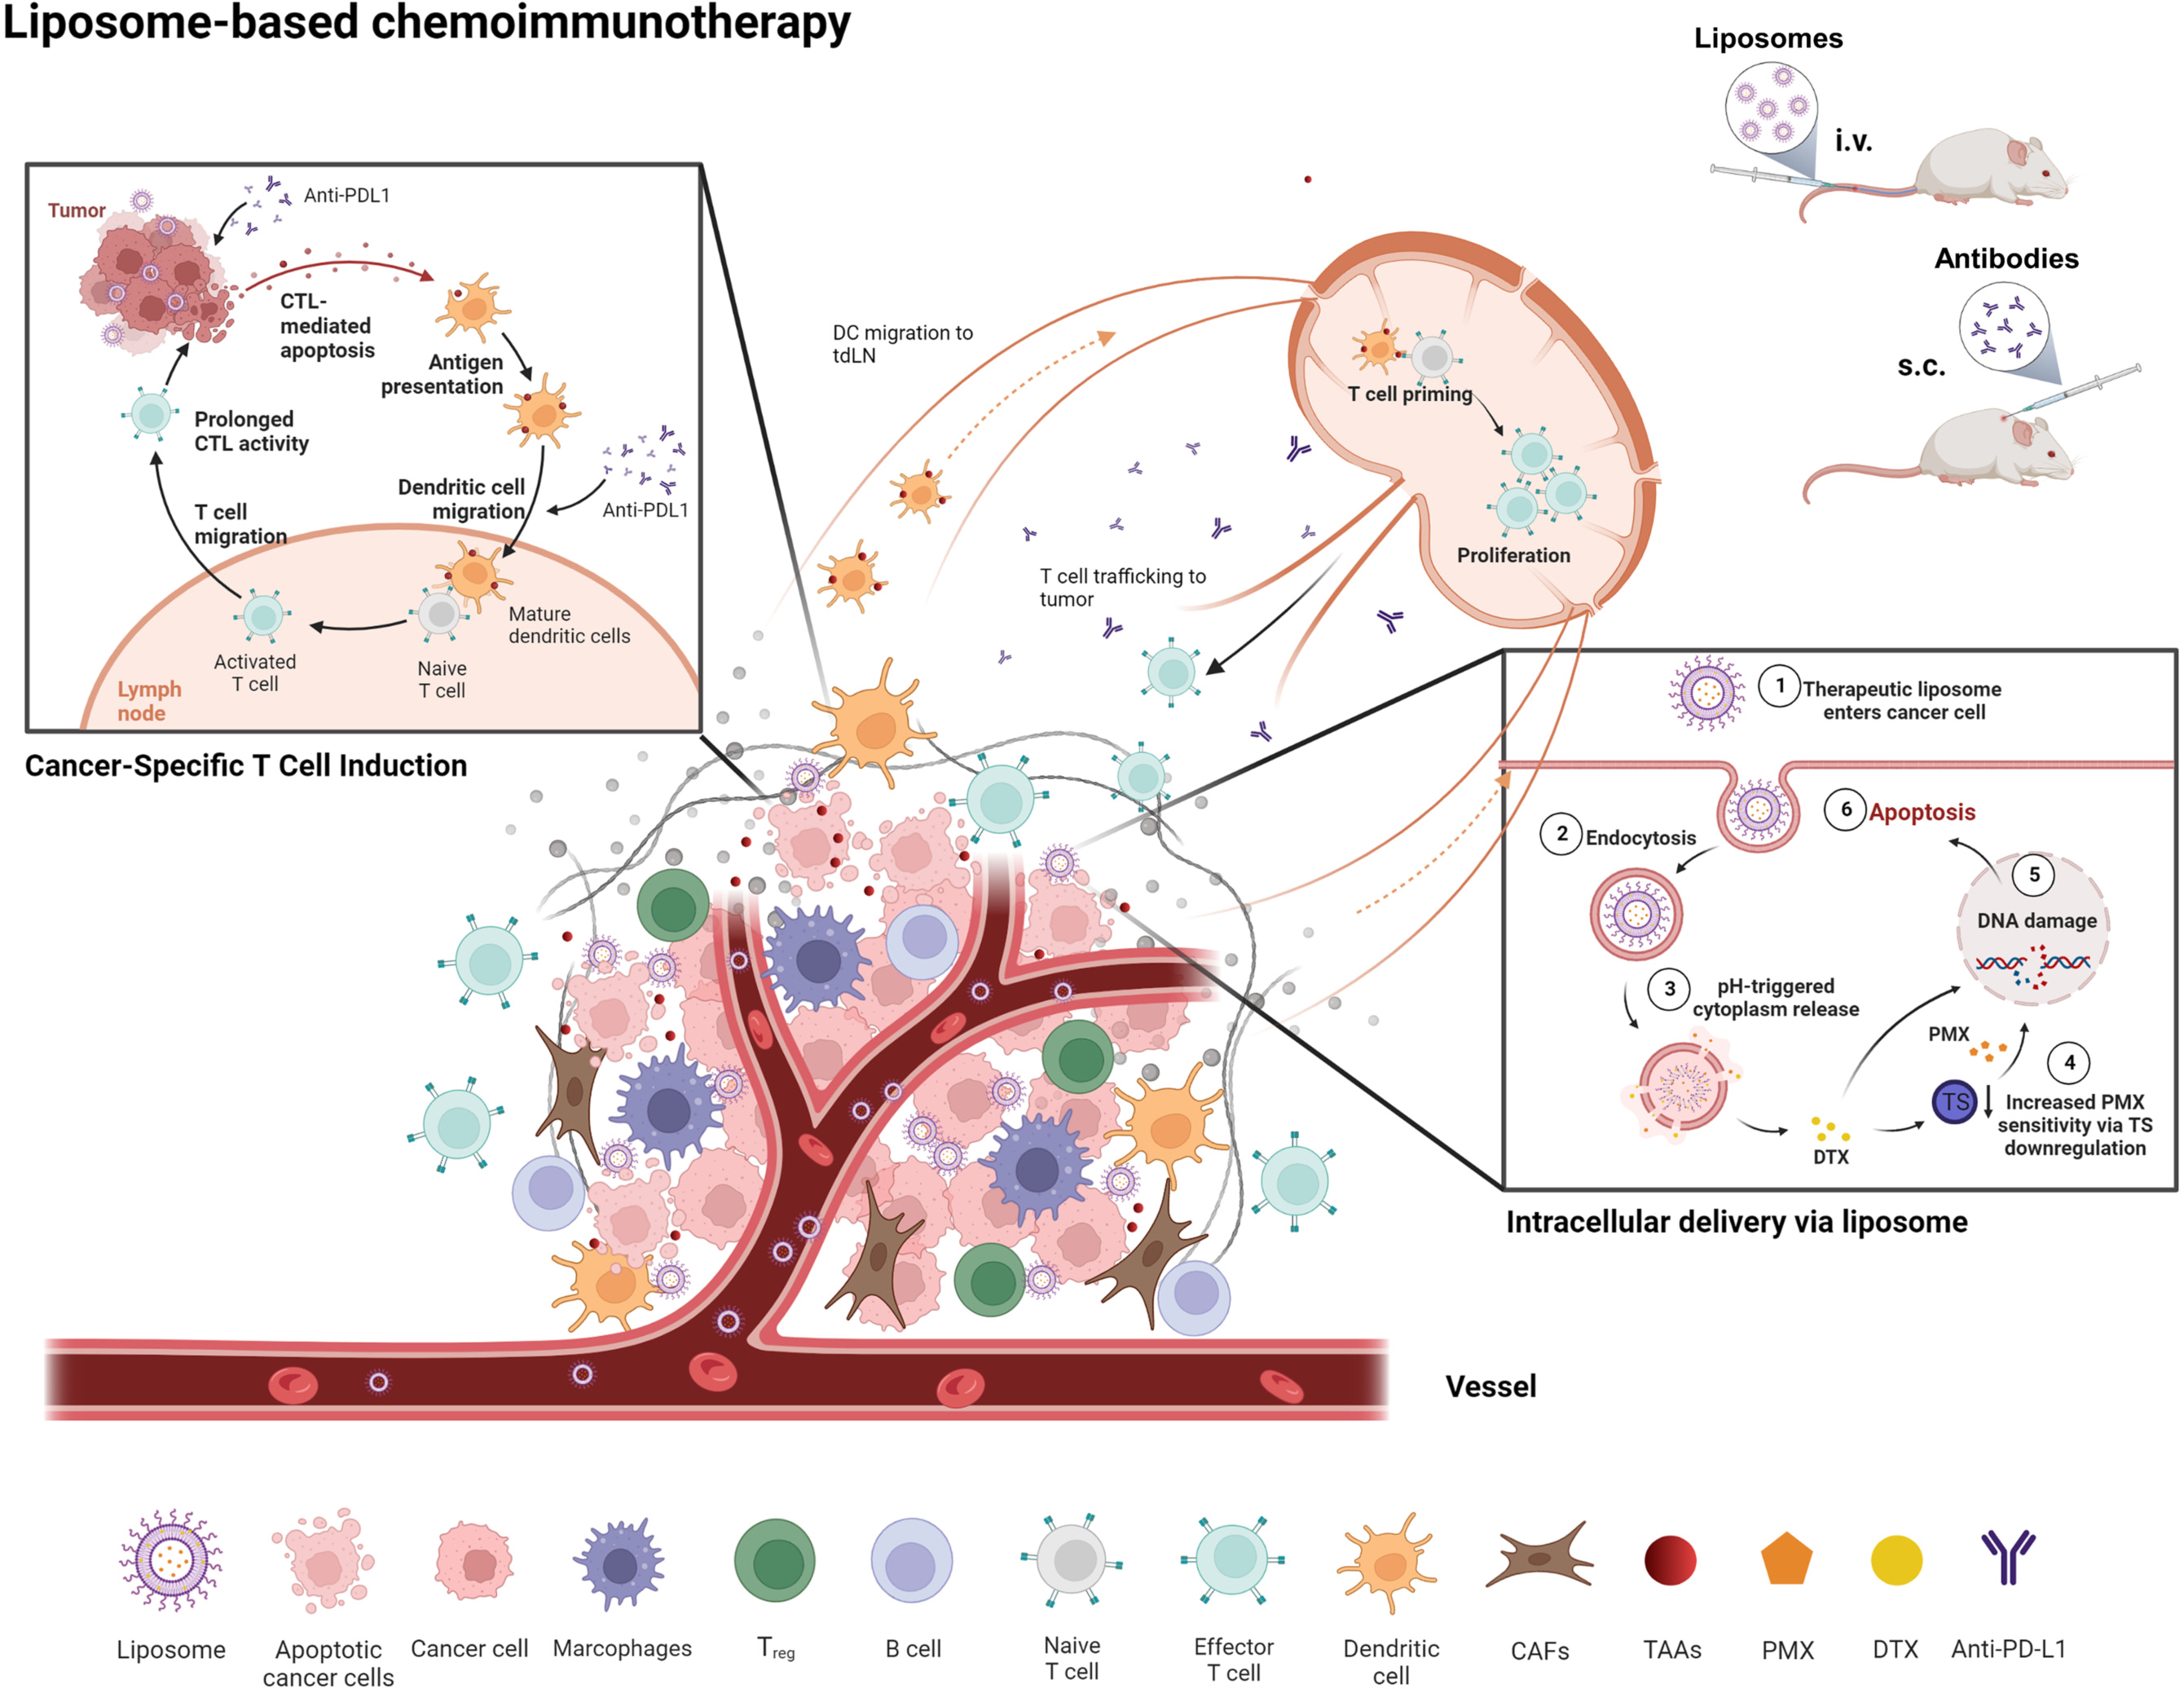 Liposome-based chemoimmunotherapy
Liposomes
i.v.
Antibodies
s.c.
Tumor
Anti-PDL1
CTL-
mediated
apoptosis
Antigen
presentation
Prolonged
CTL activity
Dendritic cell
migration
Anti-PDL1
T cell
migration
Mature
dendritic cells
Activated
T cell
Naive
T cell
Lymph
node
Cancer-Specific T Cell Induction
DC migration to
tdLN
T cell priming
Proliferation
T cell trafficking to
tumor
1
Therapeutic liposome
enters cancer cell
2
Endocytosis
6
Apoptosis
5
DNA damage
3
pH-triggered
cytoplasm release
PMX
4
TS
Increased PMX
sensitivity via TS
downregulation
DTX
Intracellular delivery via liposome
Vessel
Liposome
Apoptotic
cancer cells
Cancer cell
Marcophages
Treg
B cell
Naive
T cell
Effector
T cell
Dendritic
cell
CAFs
TAAs
PMX
DTX
Anti-PD-L1